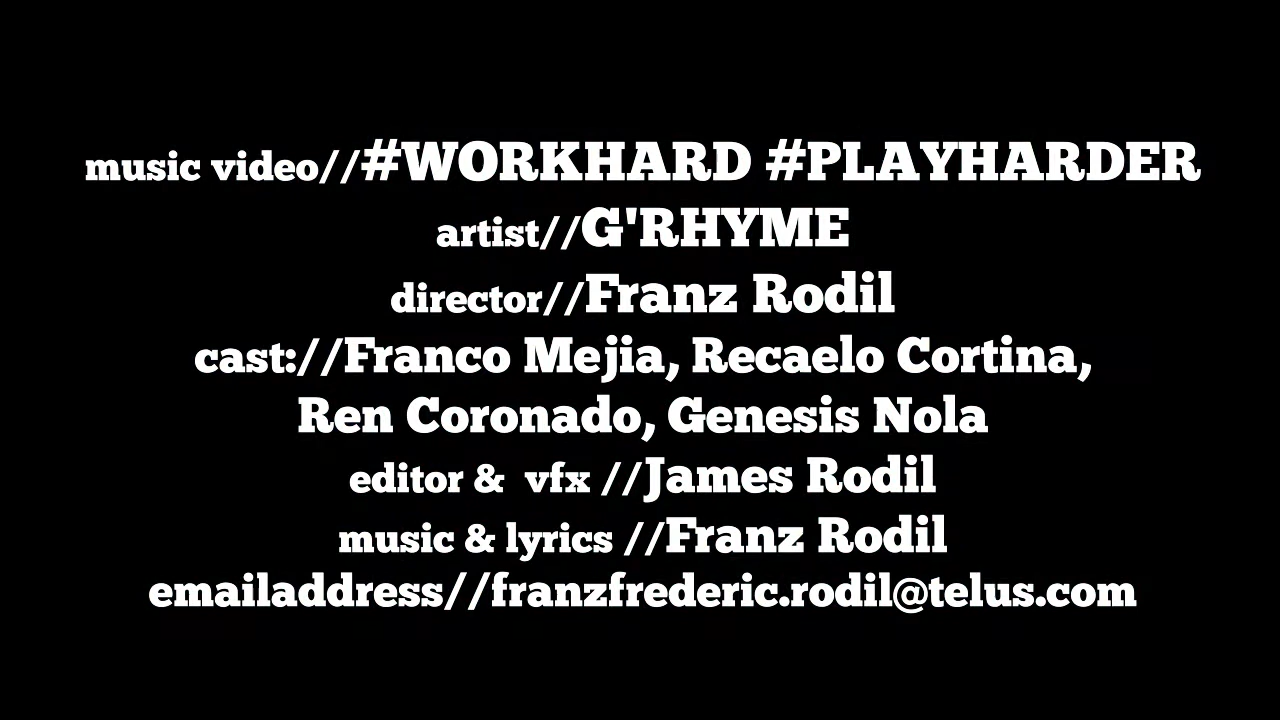 music video//#WORKHARD #PLAYHARDER
artist//G'RHYME
director//Franz Rodil
cast://Franco Mejia, Recaelo Cortina,
Ren Coronado, Genesis Nola
editor &  vfx //James Rodil
music & lyrics //Franz Rodil
emailaddress//franzfrederic.rodil@telus.com